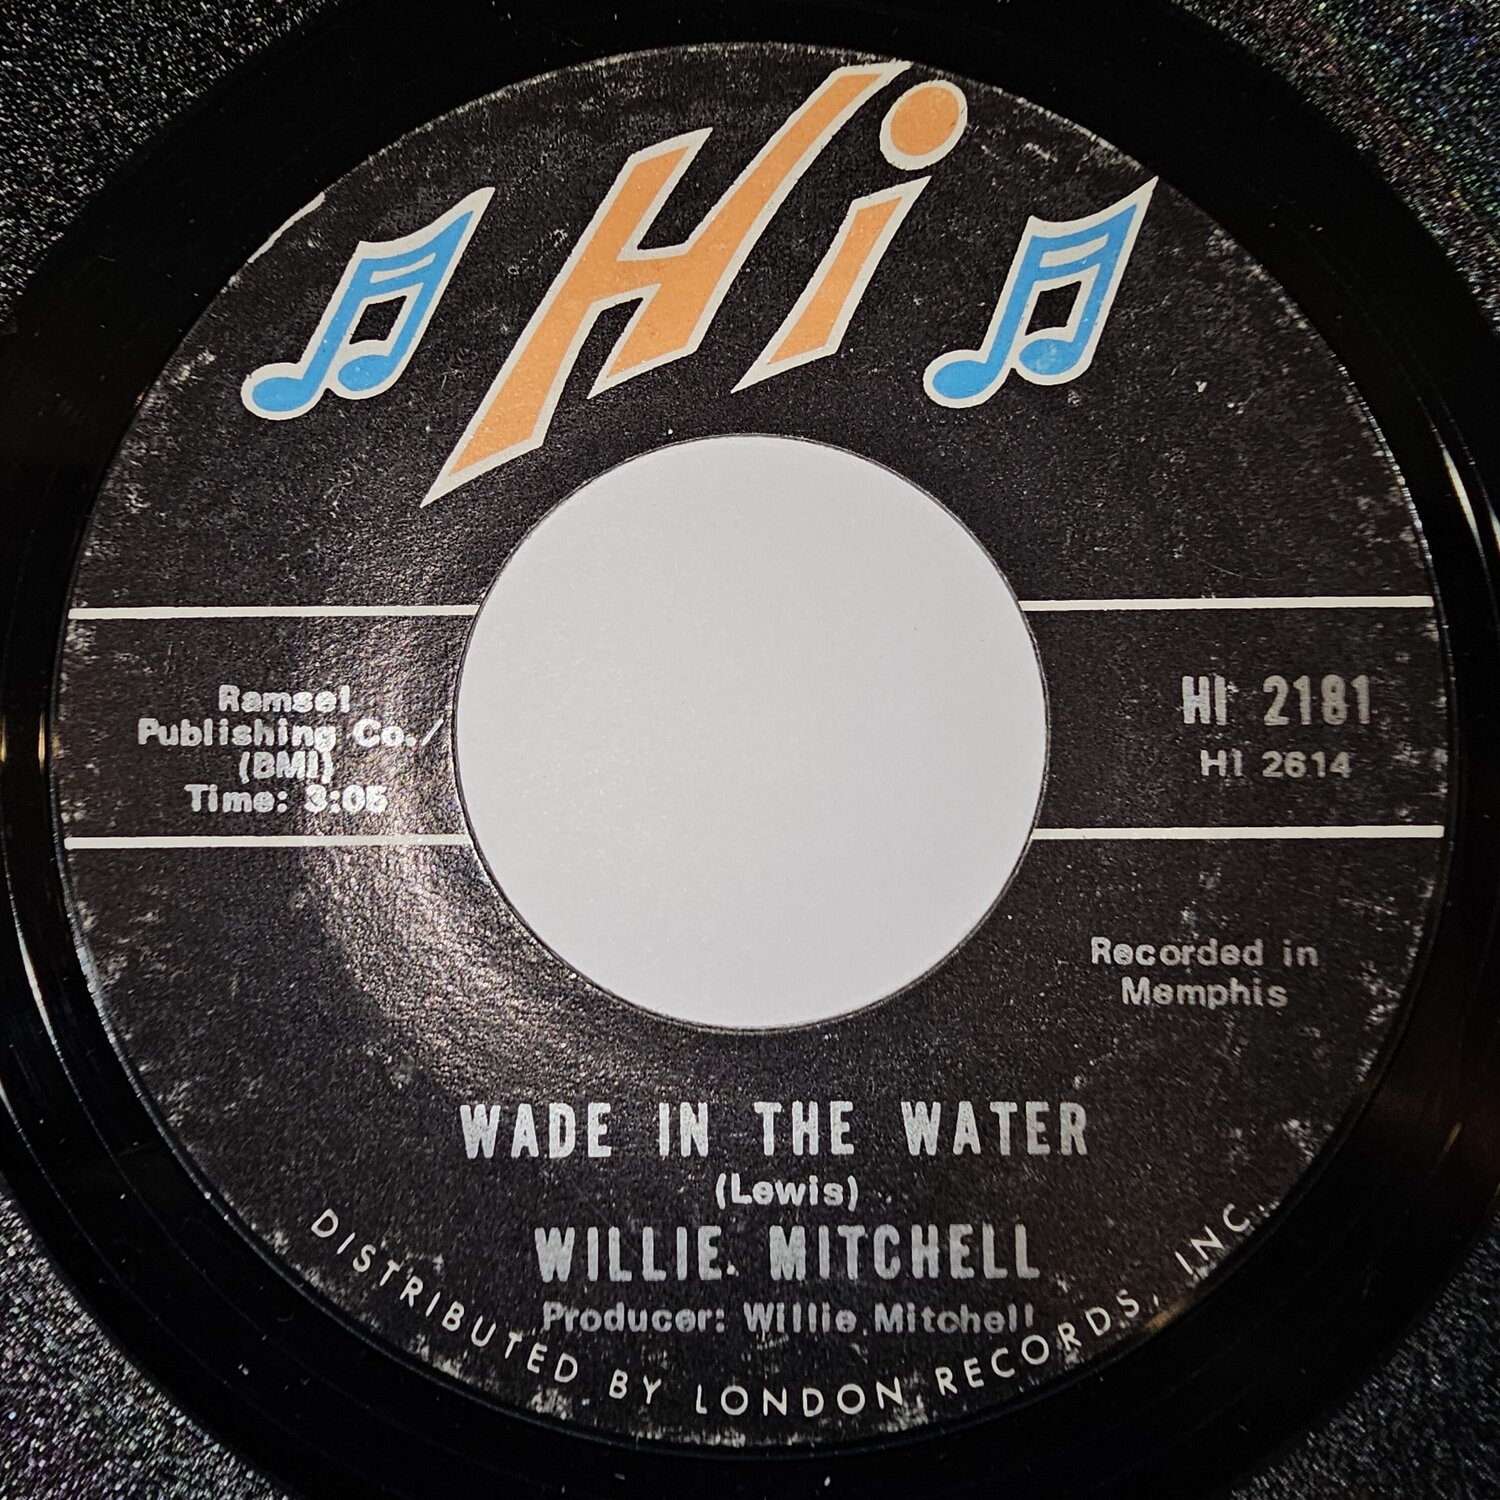 Hi
Ramsel
Publishing Co.
(BMI)
Time: 3:05
HI 2181
HI 2614
Recorded in
Memphis
WADE IN THE WATER
(Lewis)
WILLIE MITCHELL
Producer: Willie Mitchell
DISTRIBUTED BY LONDON RECORDS, INC.